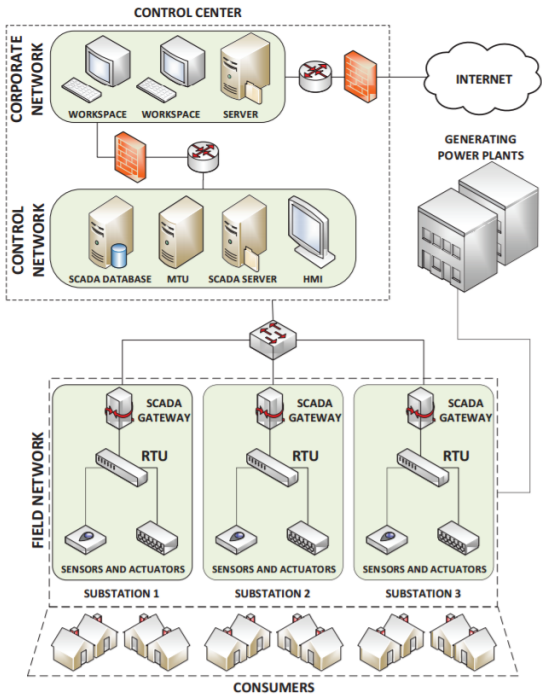 CONTROL CENTER
CORPORATE
NETWORK
WORKSPACE
WORKSPACE
SERVER
INTERNET
GENERATING
POWER PLANTS
CONTROL
NETWORK
SCADA DATABASE
MTU
SCADA SERVER
HMI
FIELD NETWORK
SCADA
GATEWAY
RTU
SENSORS AND ACTUATORS
SUBSTATION 1
SCADA
GATEWAY
RTU
SENSORS AND ACTUATORS
SUBSTATION 2
SCADA
GATEWAY
RTU
SENSORS AND ACTUATORS
SUBSTATION 3
CONSUMERS